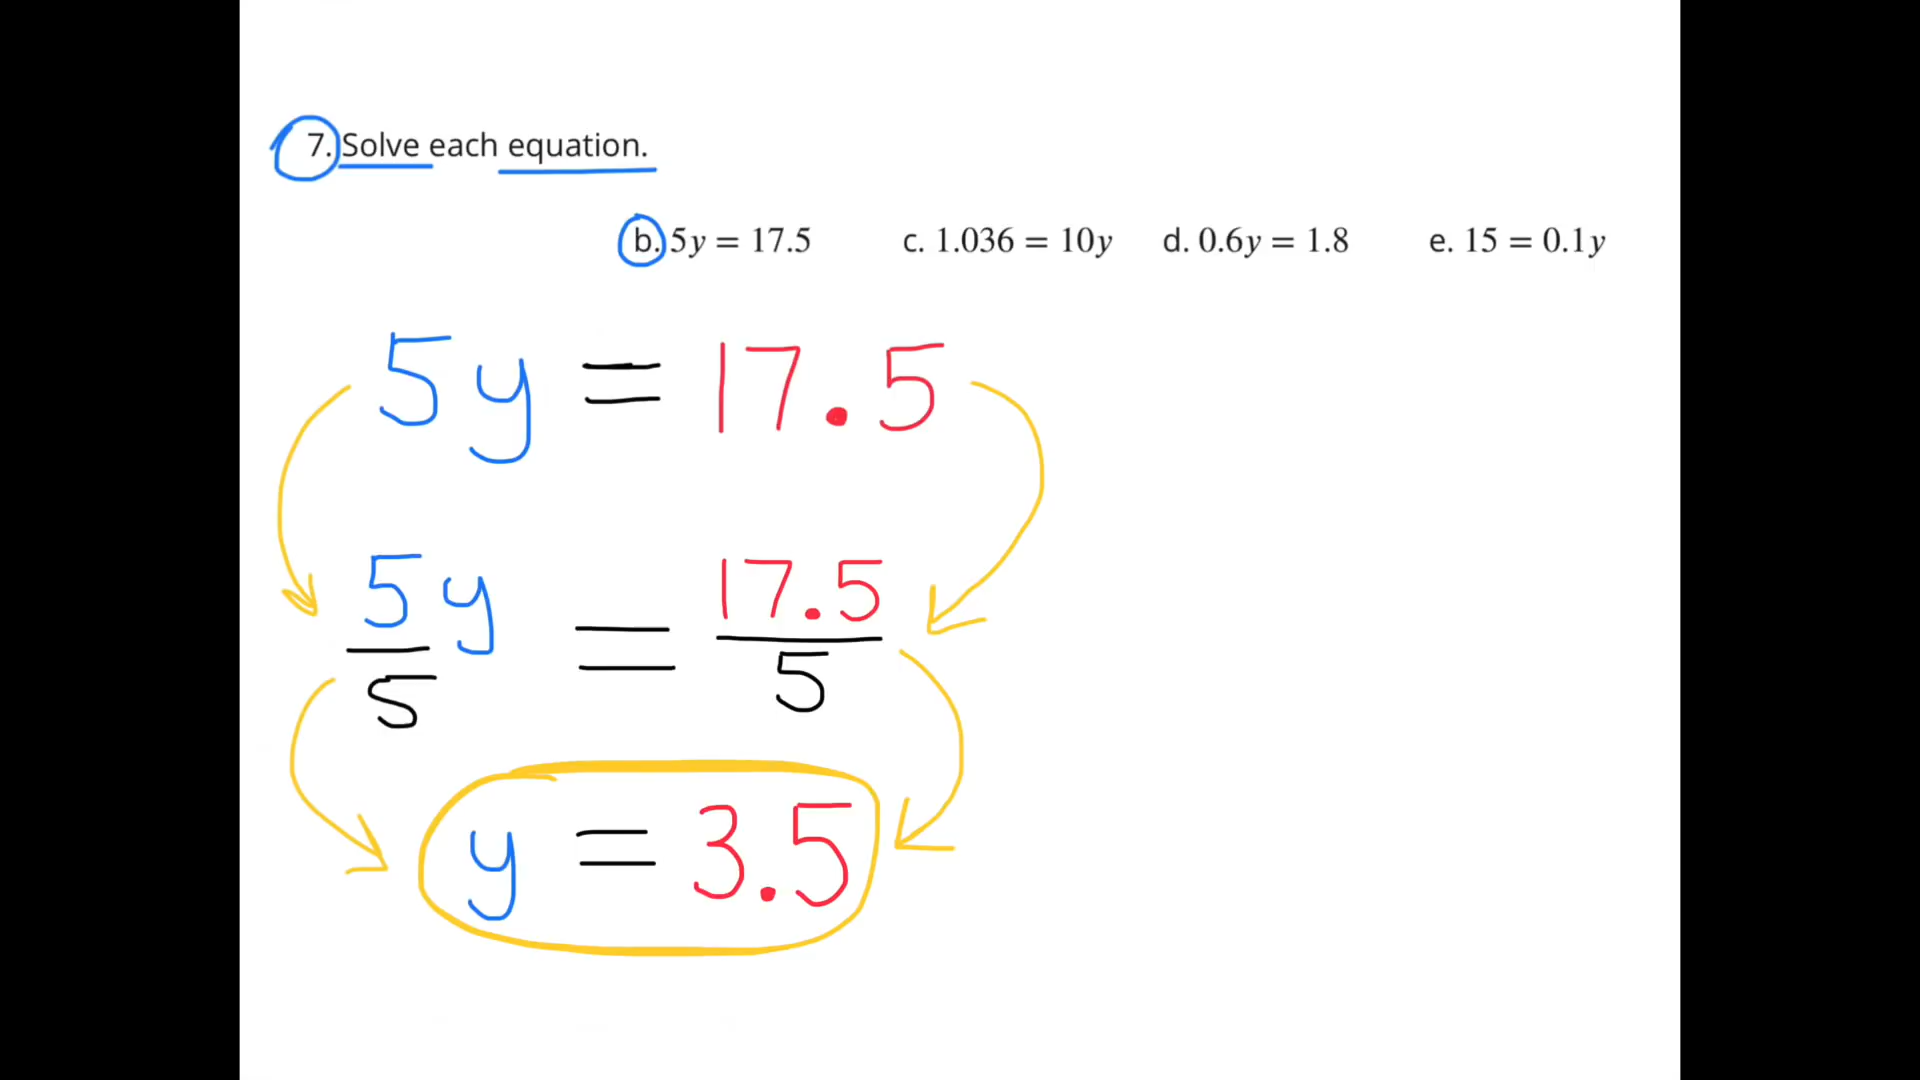 7. Solve each equation.
b. 5y = 17.5 c. 1.036 = 10y d. 0.6y = 1.8 e. 15 = 0.1y
5y = 17.5
5y = 17.5
5 5
y = 3.5